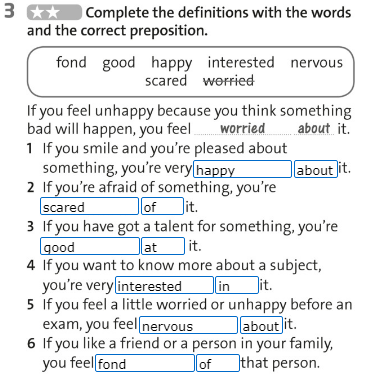 3 ★★ Complete the definitions with the words
and the correct preposition.
fond good happy interested nervous
scared worried
If you feel unhappy because you think something
bad will happen, you feel worried about it.
1 If you smile and you're pleased about
something, you're very happy about it.
2 If you're afraid of something, you're
scared of it.
3 If you have got a talent for something, you're
good at it.
4 If you want to know more about a subject,
you're very interested in it.
5 If you feel a little worried or unhappy before an
exam, you feel nervous about it.
6 If you like a friend or a person in your family,
you feel fond of that person.